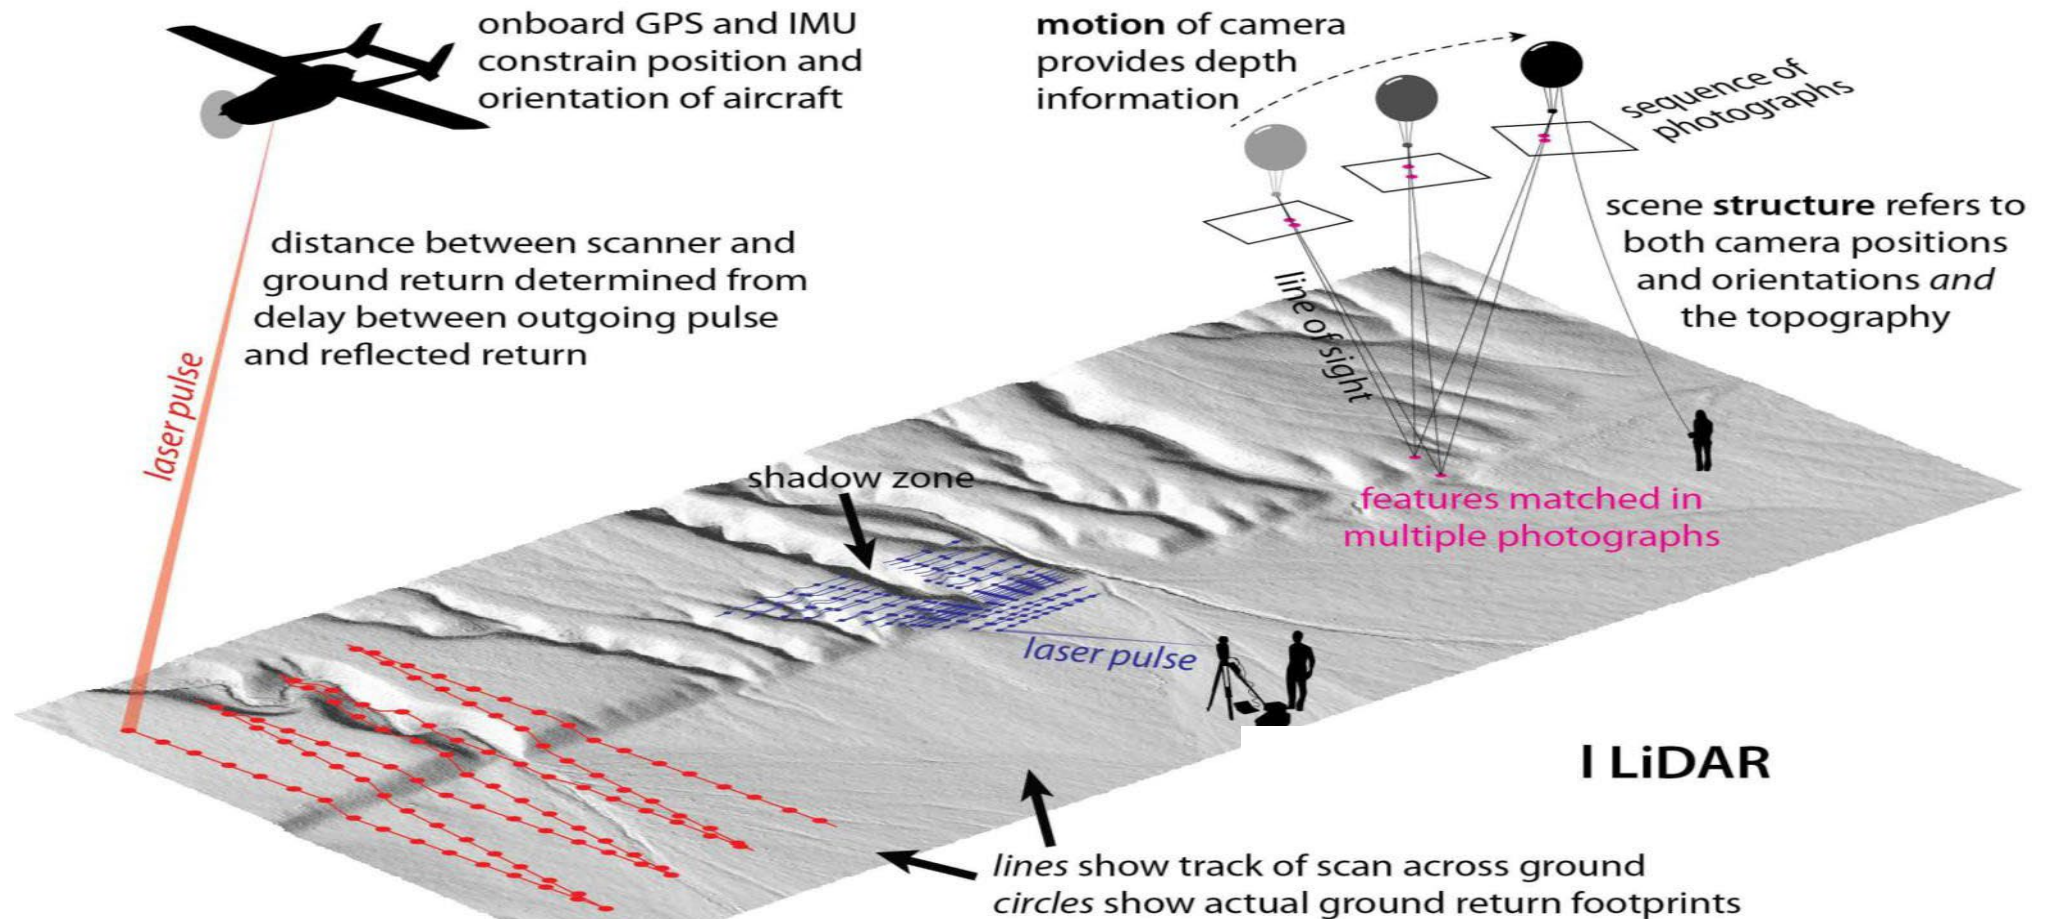 onboard GPS and IMU
constrain position and
orientation of aircraft
motion of camera
provides depth
information
sequence of
photographs
distance between scanner and
ground return determined from
delay between outgoing pulse
and reflected return
laser pulse
scene structure refers to
both camera positions
and orientations and
the topography
line of sight
shadow zone
features matched in
multiple photographs
laser pulse
l LiDAR
lines show track of scan across ground
circles show actual ground return footprints